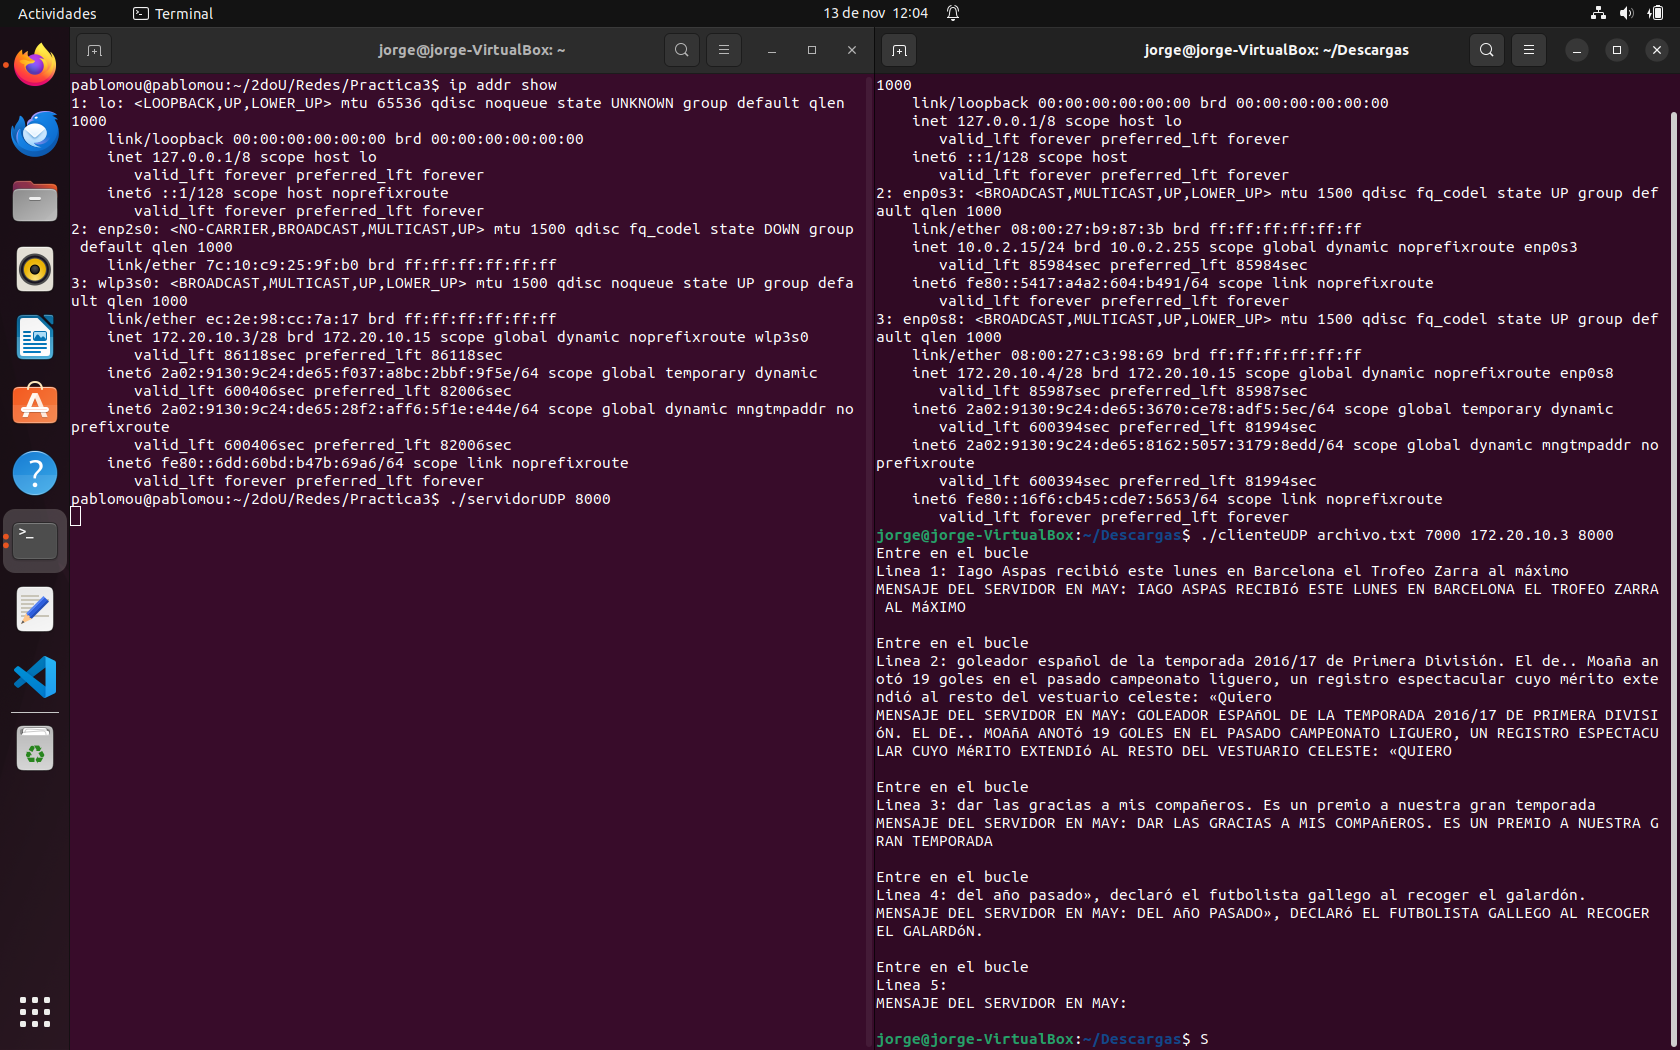 Actividades
Terminal
13 de nov 12:04
jorge@jorge-VirtualBox: ~
pablomou@pablomou:~/2doU/Redes/Practica3$ ip addr show
1: lo: <LOOPBACK,UP,LOWER_UP> mtu 65536 qdisc noqueue state UNKNOWN group default qlen
1000
link/loopback 00:00:00:00:00:00 brd 00:00:00:00:00:00
inet 127.0.0.1/8 scope host lo
valid_lft forever preferred_lft forever
inet6 ::1/128 scope host noprefixroute
valid_lft forever preferred_lft forever
2: enp2s0: <NO-CARRIER,BROADCAST,MULTICAST,UP> mtu 1500 qdisc fq_codel state DOWN group
default qlen 1000
link/ether 7c:10:c9:25:9f:b0 brd ff:ff:ff:ff:ff:ff
3: wlp3s0: <BROADCAST,MULTICAST,UP,LOWER_UP> mtu 1500 qdisc noqueue state UP group defa
ult qlen 1000
link/ether ec:2e:98:cc:7a:17 brd ff:ff:ff:ff:ff:ff
inet 172.20.10.3/28 brd 172.20.10.15 scope global dynamic noprefixroute wlp3s0
valid_lft 86118sec preferred_lft 86118sec
inet6 2a02:9130:9c24:de65:f037:a8bc:2bbf:9f5e/64 scope global temporary dynamic
valid_lft 600406sec preferred_lft 82006sec
inet6 2a02:9130:9c24:de65:28f2:aff6:5f1e:e44e/64 scope global dynamic mngtmpaddr no
prefixroute
valid_lft 600406sec preferred_lft 82006sec
inet6 fe80::6dd:60bd:b47b:69a6/64 scope link noprefixroute
valid_lft forever preferred_lft forever
pablomou@pablomou:~/2doU/Redes/Practica3$ ./servidorUDP 8000
jorge@jorge-VirtualBox: ~/Descargas
1000
link/loopback 00:00:00:00:00:00 brd 00:00:00:00:00:00
inet 127.0.0.1/8 scope host lo
valid_lft forever preferred_lft forever
inet6 ::1/128 scope host
valid_lft forever preferred_lft forever
2: enp0s3: <BROADCAST,MULTICAST,UP,LOWER_UP> mtu 1500 qdisc fq_codel state UP group def
ault qlen 1000
link/ether 08:00:27:b9:87:3b brd ff:ff:ff:ff:ff:ff
inet 10.0.2.15/24 brd 10.0.2.255 scope global dynamic noprefixroute enp0s3
valid_lft 85984sec preferred_lft 85984sec
inet6 fe80::5417:a4a2:604:b491/64 scope link noprefixroute
valid_lft forever preferred_lft forever
3: enp0s8: <BROADCAST,MULTICAST,UP,LOWER_UP> mtu 1500 qdisc fq_codel state UP group def
ault qlen 1000
link/ether 08:00:27:c3:98:69 brd ff:ff:ff:ff:ff:ff
inet 172.20.10.4/28 brd 172.20.10.15 scope global dynamic noprefixroute enp0s8
valid_lft 85987sec preferred_lft 85987sec
inet6 2a02:9130:9c24:de65:3670:ce78:adf5:5ec/64 scope global temporary dynamic
valid_lft 600394sec preferred_lft 81994sec
inet6 2a02:9130:9c24:de65:8162:5057:3179:8edd/64 scope global dynamic mngtmpaddr no
prefixroute
valid_lft 600394sec preferred_lft 81994sec
inet6 fe80::16f6:cb45:cde7:5653/64 scope link noprefixroute
valid_lft forever preferred_lft forever
jorge@jorge-VirtualBox:~/Descargas$ ./clienteUDP archivo.txt 7000 172.20.10.3 8000
Entre en el bucle
Linea 1: Iago Aspas recibió este lunes en Barcelona el Trofeo Zarra al máximo
MENSAJE DEL SERVIDOR EN MAY: IAGO ASPAS RECIBIó ESTE LUNES EN BARCELONA EL TROFEO ZARRA
AL MáXIMO
Entre en el bucle
Linea 2: goleador español de la temporada 2016/17 de Primera División. El de.. Moaña an
otó 19 goles en el pasado campeonato liguero, un registro espectacular cuyo mérito exte
ndió al resto del vestuario celeste: «Quiero
MENSAJE DEL SERVIDOR EN MAY: GOLEADOR ESPAñOL DE LA TEMPORADA 2016/17 DE PRIMERA DIVISI
óN. EL DE.. MOAñA ANOTó 19 GOLES EN EL PASADO CAMPEONATO LIGUERO, UN REGISTRO ESPECTACU
LAR CUYO MéRITO EXTENDIó AL RESTO DEL VESTUARIO CELESTE: «QUIERO
Entre en el bucle
Linea 3: dar las gracias a mis compañeros. Es un premio a nuestra gran temporada
MENSAJE DEL SERVIDOR EN MAY: DAR LAS GRACIAS A MIS COMPAñEROS. ES UN PREMIO A NUESTRA G
RAN TEMPORADA
Entre en el bucle
Linea 4: del año pasado», declaró el futbolista gallego al recoger el galardón.
MENSAJE DEL SERVIDOR EN MAY: DEL AñO PASADO», DECLARó EL FUTBOLISTA GALLEGO AL RECOGER
EL GALARDóN.
Entre en el bucle
Linea 5:
MENSAJE DEL SERVIDOR EN MAY:
jorge@jorge-VirtualBox:~/Descargas$ S